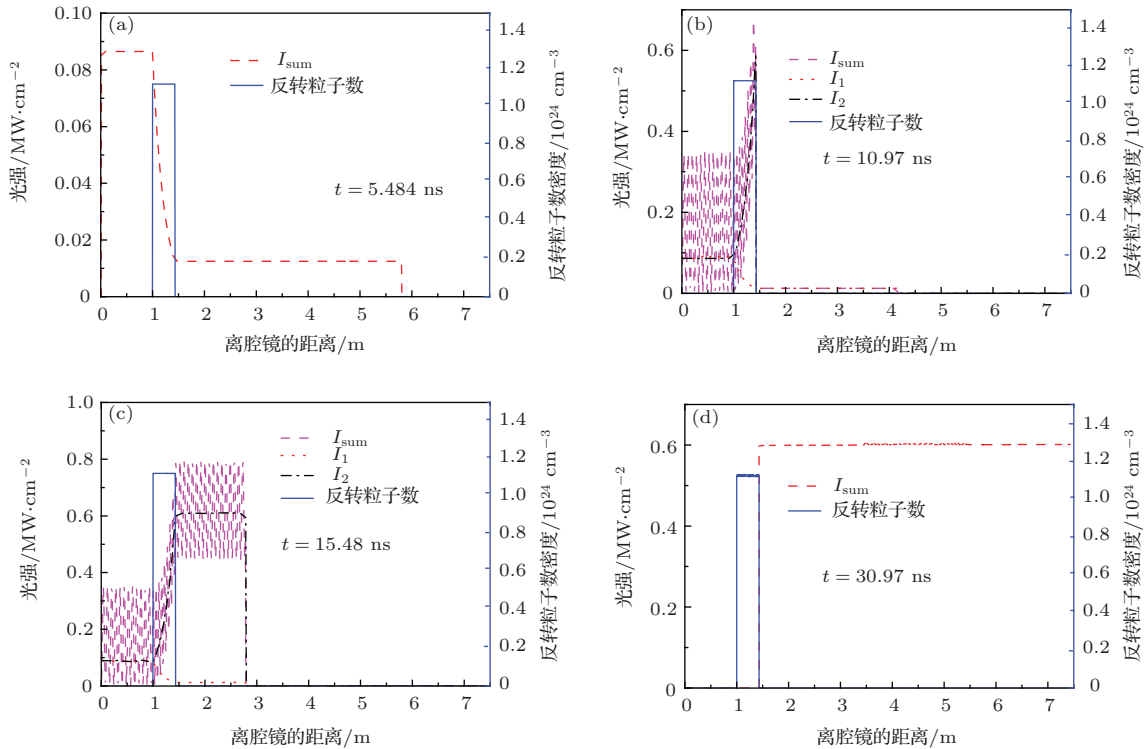 (a)
I_sum
反转粒子数
t = 5.484 ns
光强/MW·cm⁻²
0.10
0.08
0.06
0.04
0.02
0
0 1 2 3 4 5 6 7
离腔镜的距离/m
1.4
1.2
1.0
0.8
0.6
0.4
0.2
0
反转粒子数密度/10²⁴ cm⁻³
(b)
I_sum
I₁
I₂
反转粒子数
t = 10.97 ns
光强/MW·cm⁻²
0.6
0.4
0.2
0
0 1 2 3 4 5 6 7
离腔镜的距离/m
1.4
1.2
1.0
0.8
0.6
0.4
0.2
0
反转粒子数密度/10²⁴ cm⁻³
(c)
I_sum
I₁
I₂
反转粒子数
t = 15.48 ns
光强/MW·cm⁻²
1.0
0.8
0.6
0.4
0.2
0
0 1 2 3 4 5 6 7
离腔镜的距离/m
1.4
1.2
1.0
0.8
0.6
0.4
0.2
0
反转粒子数密度/10²⁴ cm⁻³
(d)
I_sum
反转粒子数
t = 30.97 ns
光强/MW·cm⁻²
0.6
0.4
0.2
0
0 1 2 3 4 5 6 7
离腔镜的距离/m
1.4
1.2
1.0
0.8
0.6
0.4
0.2
0
反转粒子数密度/10²⁴ cm⁻³